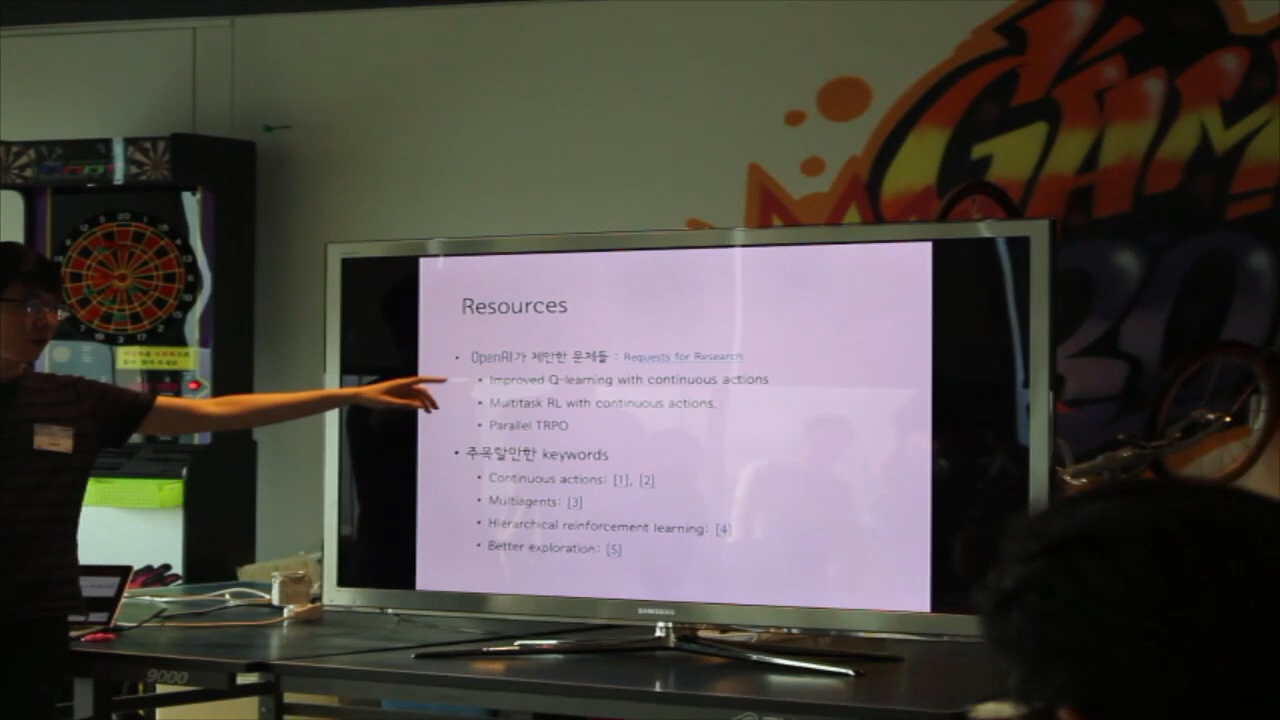 GAM
Resources
• OpenAI가 제안한 문제들 : Requests for Research
• Improved Q-learning with continuous actions
• Multitask RL with continuous actions.
• Parallel TRPO
• 주목할만한 keywords
• Continuous actions: [1], [2]
• Multiagents: [3]
• Hierarchical reinforcement learning: [4]
• Better exploration: [5]
SAMSUNG
9000